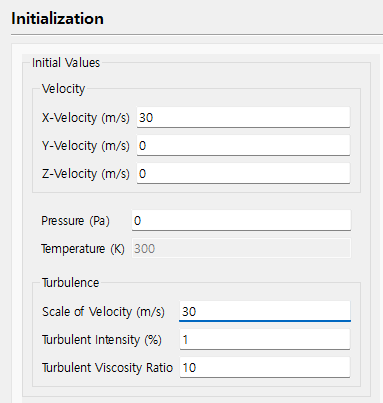 Initialization
Initial Values
Velocity
X-Velocity (m/s) 30
Y-Velocity (m/s) 0
Z-Velocity (m/s) 0
Pressure (Pa) 0
Temperature (K) 300
Turbulence
Scale of Velocity (m/s) 30
Turbulent Intensity (%) 1
Turbulent Viscosity Ratio 10